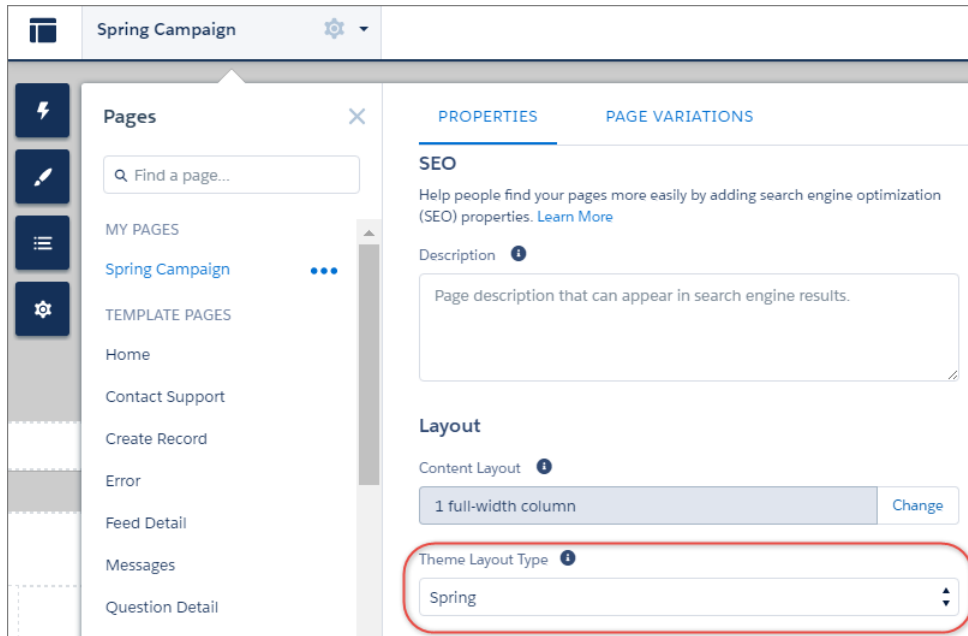 Spring Campaign
Pages
Find a page...
MY PAGES
Spring Campaign
TEMPLATE PAGES
Home
Contact Support
Create Record
Error
Feed Detail
Messages
Question Detail
PROPERTIES
PAGE VARIATIONS
SEO
Help people find your pages more easily by adding search engine optimization
(SEO) properties. Learn More
Description
Page description that can appear in search engine results.
Layout
Content Layout
1 full-width column
Change
Theme Layout Type
Spring